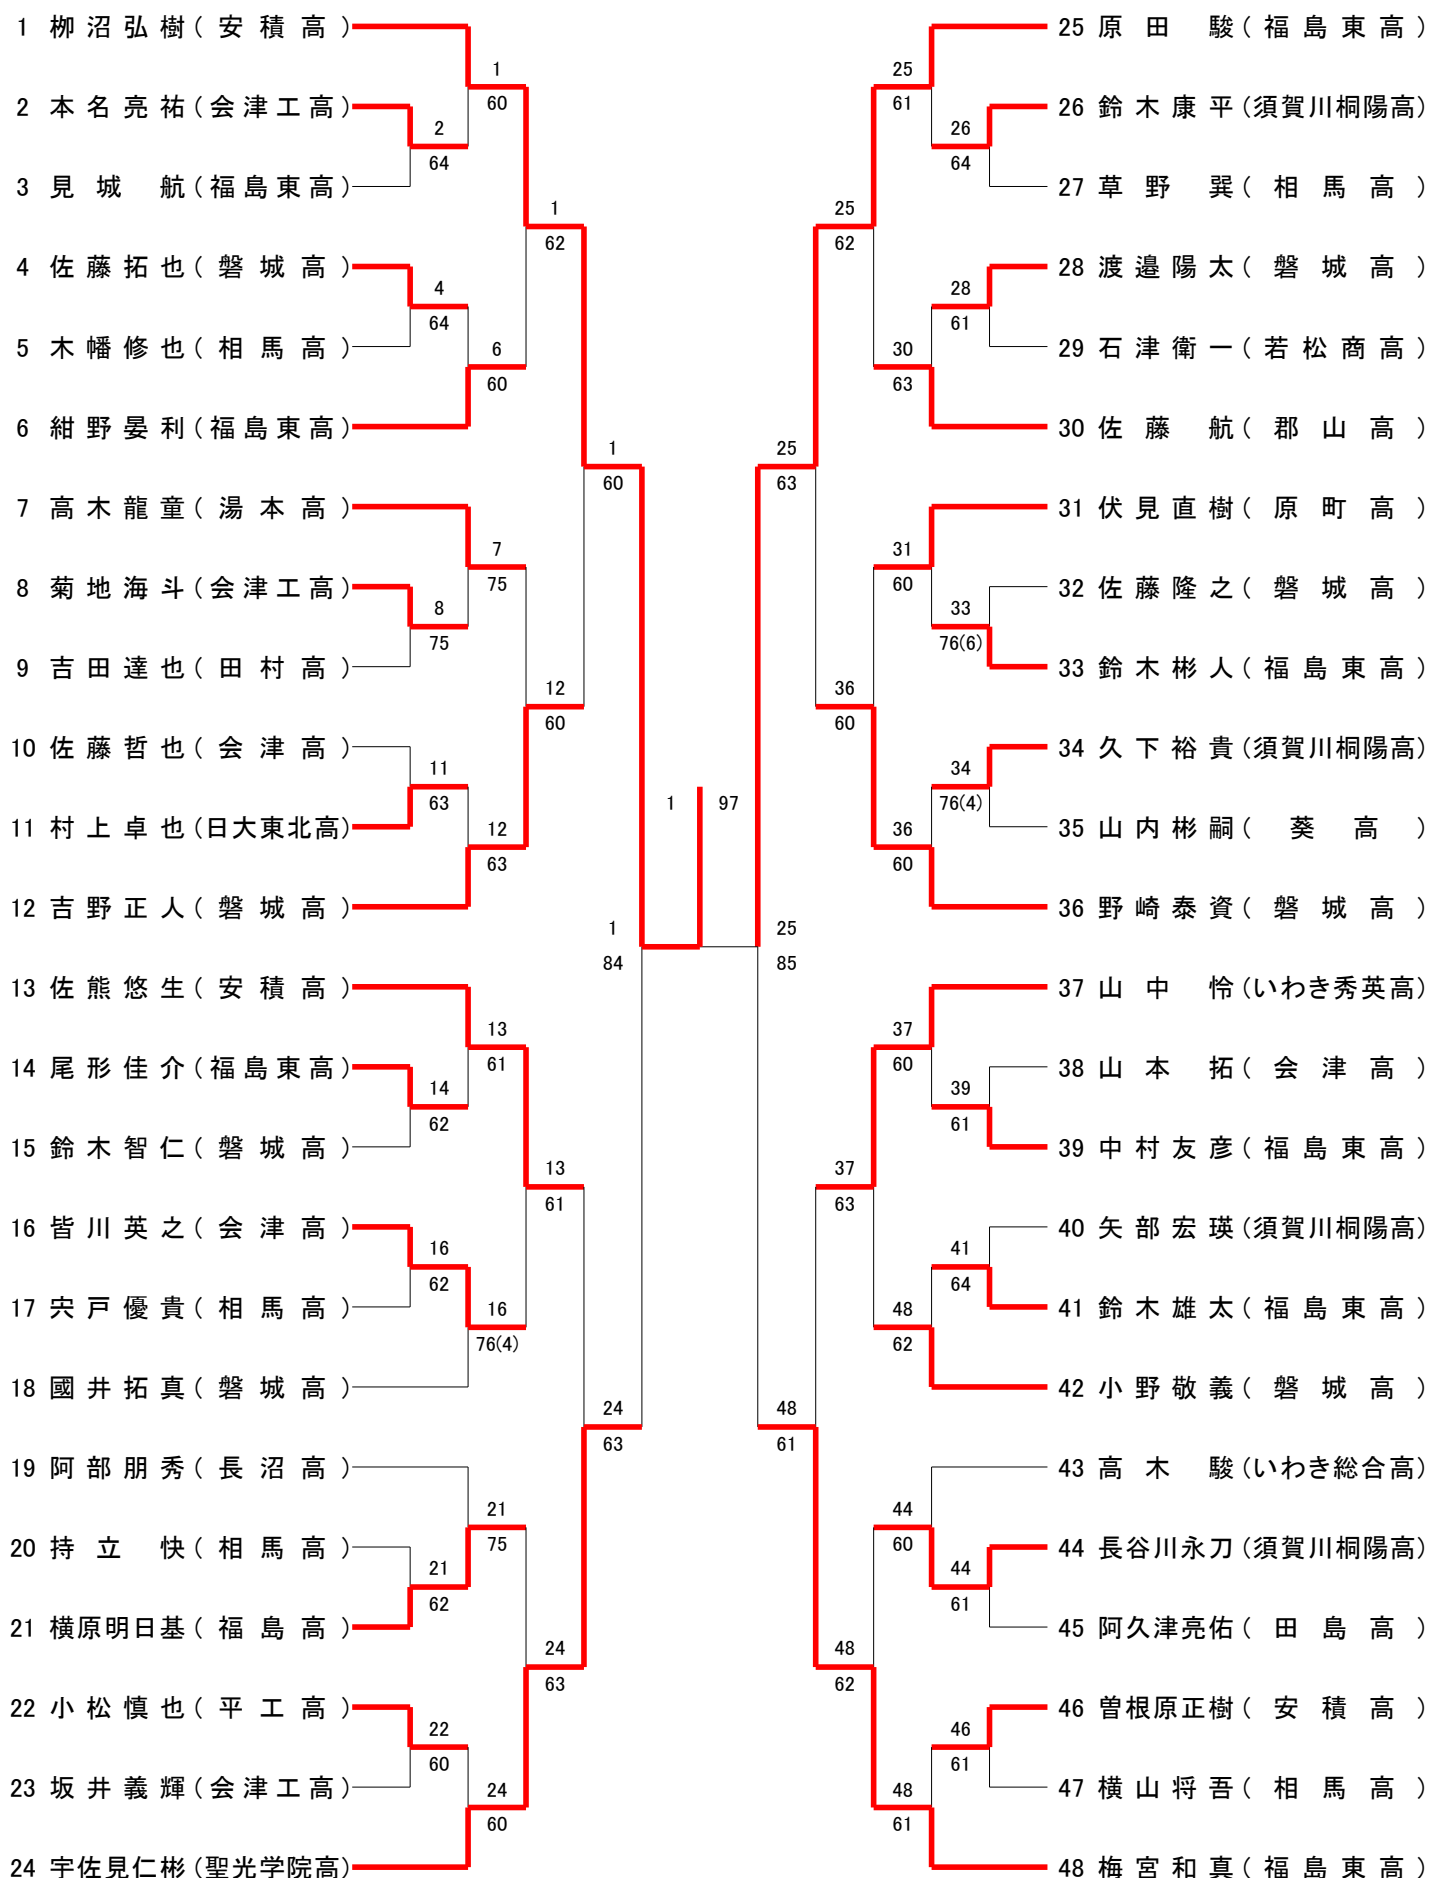 1 栁沼弘樹(安積高)
2 本名亮祐(会津工高)
3 見城 航(福島東高)
4 佐藤拓也(磐城高)
5 木幡修也(相馬高)
6 紺野晏利(福島東高)
7 高木龍童(湯本高)
8 菊地海斗(会津工高)
9 吉田達也(田村高)
10 佐藤哲也(会津高)
11 村上卓也(日大東北高)
12 吉野正人(磐城高)
13 佐熊悠生(安積高)
14 尾形佳介(福島東高)
15 鈴木智仁(磐城高)
16 皆川英之(会津高)
17 宍戸優貴(相馬高)
18 國井拓真(磐城高)
19 阿部朋秀(長沼高)
20 持立 快(相馬高)
21 横原明日基(福島高)
22 小松慎也(平工高)
23 坂井義輝(会津工高)
24 宇佐見仁彬(聖光学院高)
2
64
4
64
8
75
11
63
14
62
16
62
21
62
22
60
1
60
6
60
7
75
12
63
13
61
16
76(4)
21
75
24
60
1
62
12
60
13
61
24
63
1
60
24
63
1
84
1
97
25
85
25
63
48
61
25
62
36
60
37
63
48
62
25
61
30
63
31
60
36
60
37
60
48
62
44
60
48
61
26
64
28
61
33
76(6)
34
76(4)
39
61
41
64
44
61
46
61
25 原田 駿(福島東高)
26 鈴木康平(須賀川桐陽高)
27 草野 巽(相馬高)
28 渡邉陽太(磐城高)
29 石津衛一(若松商高)
30 佐藤 航(郡山高)
31 伏見直樹(原町高)
32 佐藤隆之(磐城高)
33 鈴木彬人(福島東高)
34 久下裕貴(須賀川桐陽高)
35 山内彬嗣(葵高)
36 野崎泰資(磐城高)
37 山中 怜(いわき秀英高)
38 山本 拓(会津高)
39 中村友彦(福島東高)
40 矢部宏瑛(須賀川桐陽高)
41 鈴木雄太(福島東高)
42 小野敬義(磐城高)
43 高木 駿(いわき総合高)
44 長谷川永刀(須賀川桐陽高)
45 阿久津亮佑(田島高)
46 曽根原正樹(安積高)
47 横山将吾(相馬高)
48 梅宮和真(福島東高)